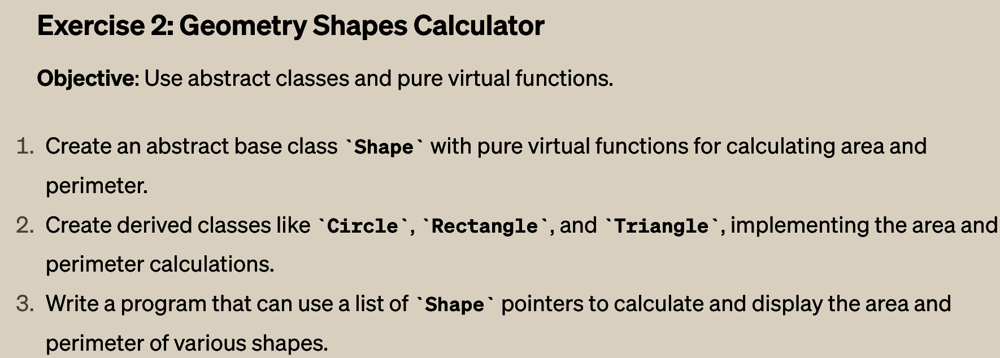 Exercise 2: Geometry Shapes Calculator
Objective: Use abstract classes and pure virtual functions.
1. Create an abstract base class `Shape` with pure virtual functions for calculating area and
perimeter.
2. Create derived classes like `Circle`, `Rectangle`, and `Triangle`, implementing the area and
perimeter calculations.
3. Write a program that can use a list of `Shape` pointers to calculate and display the area and
perimeter of various shapes.